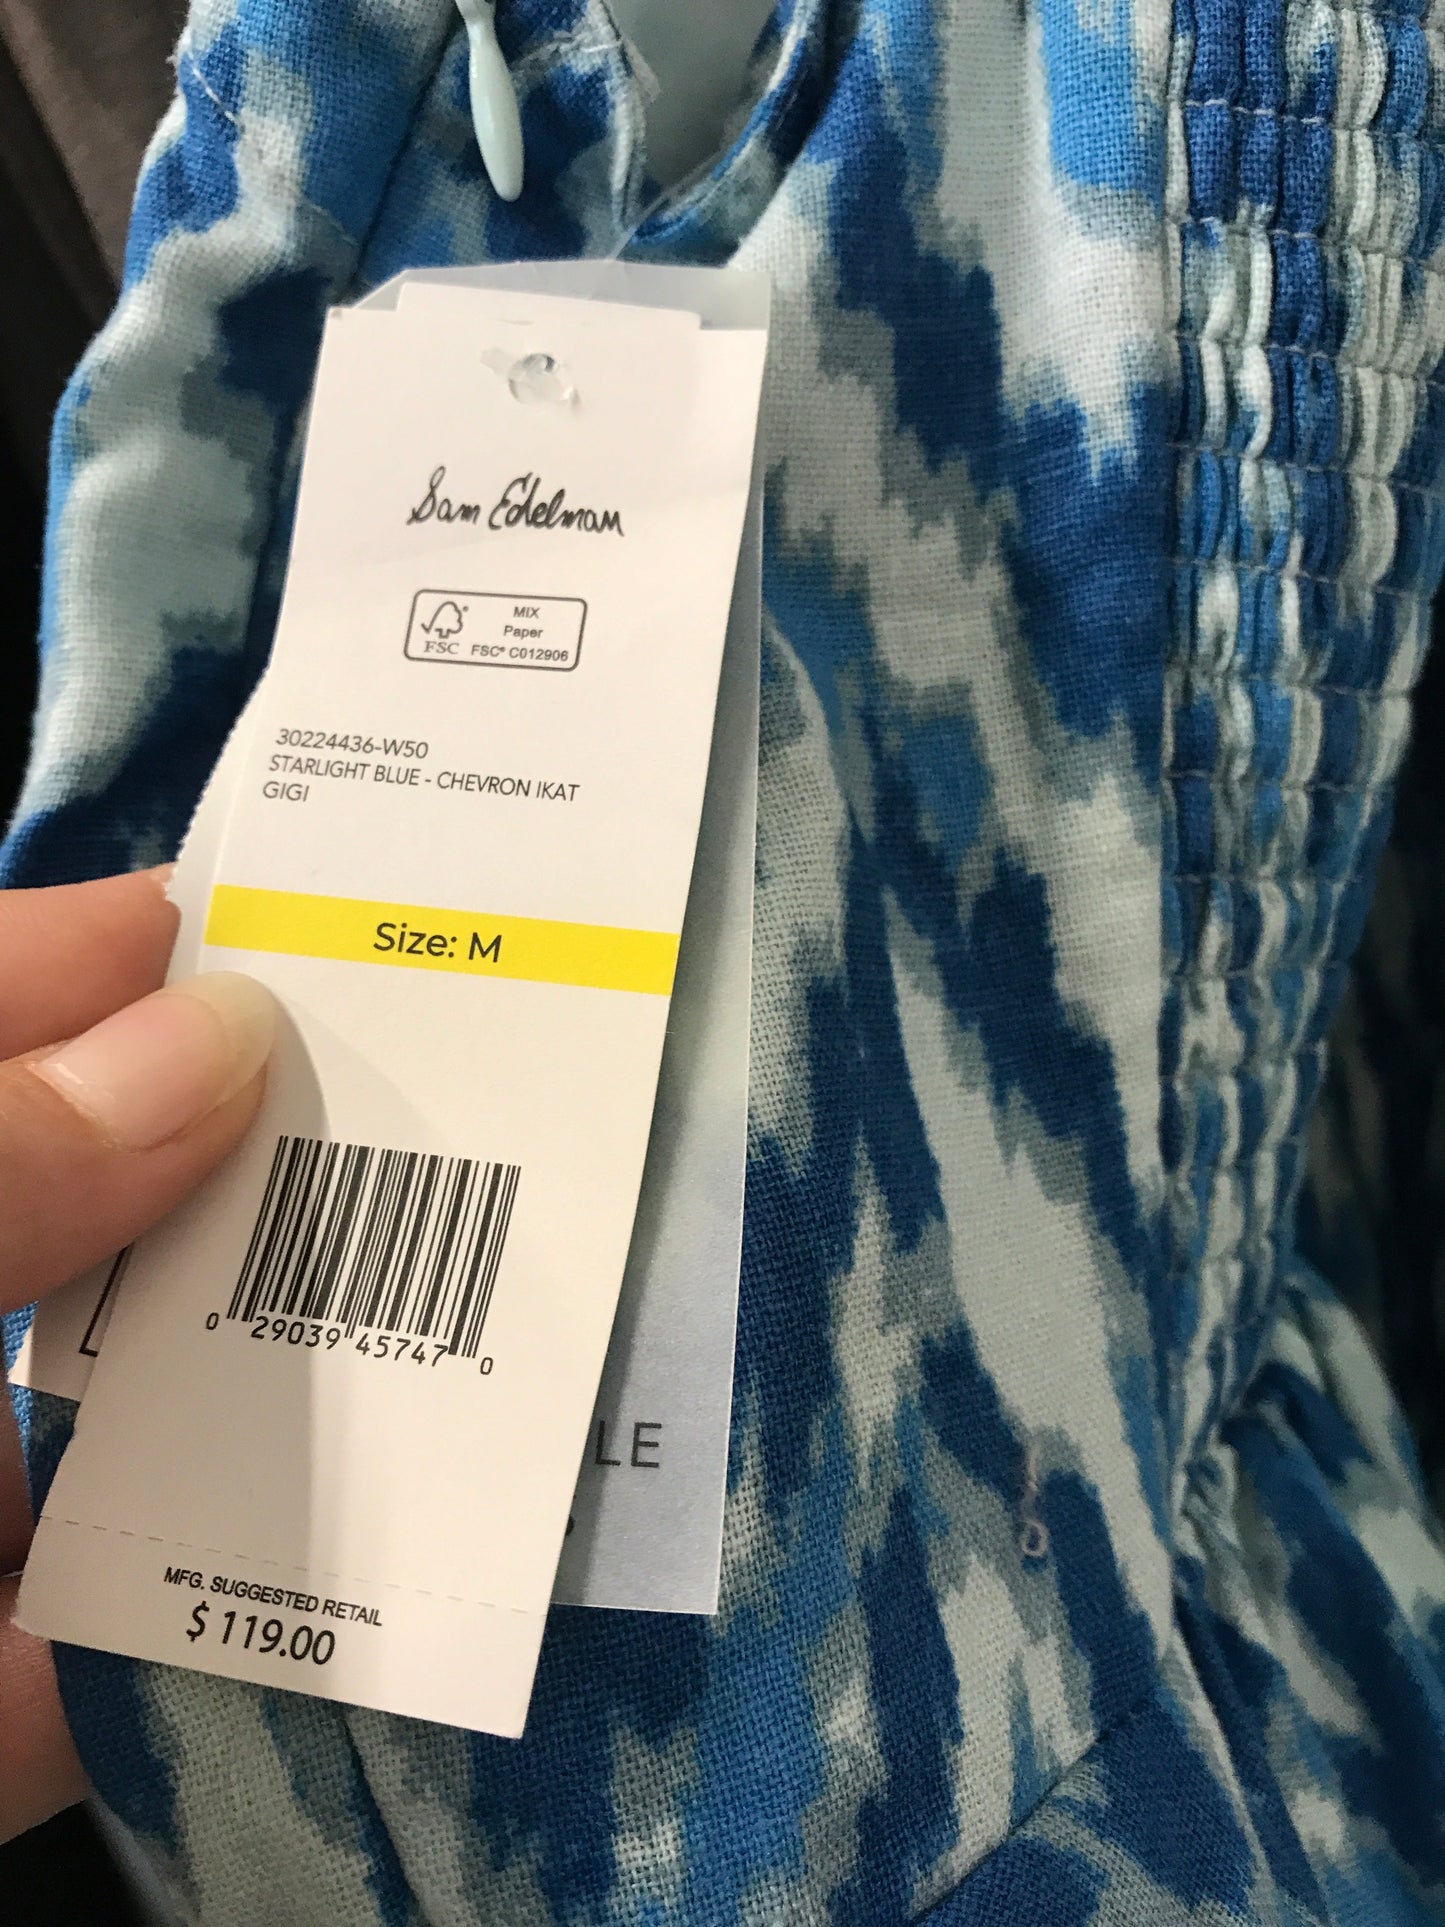 Sam Edelman
MIX
Paper
FSC FSC® C012906
30224436-W50
STARLIGHT BLUE - CHEVRON IKAT
GIGI
Size: M
0 29039 45747 0
LE
MFG. SUGGESTED RETAIL
$ 119.00